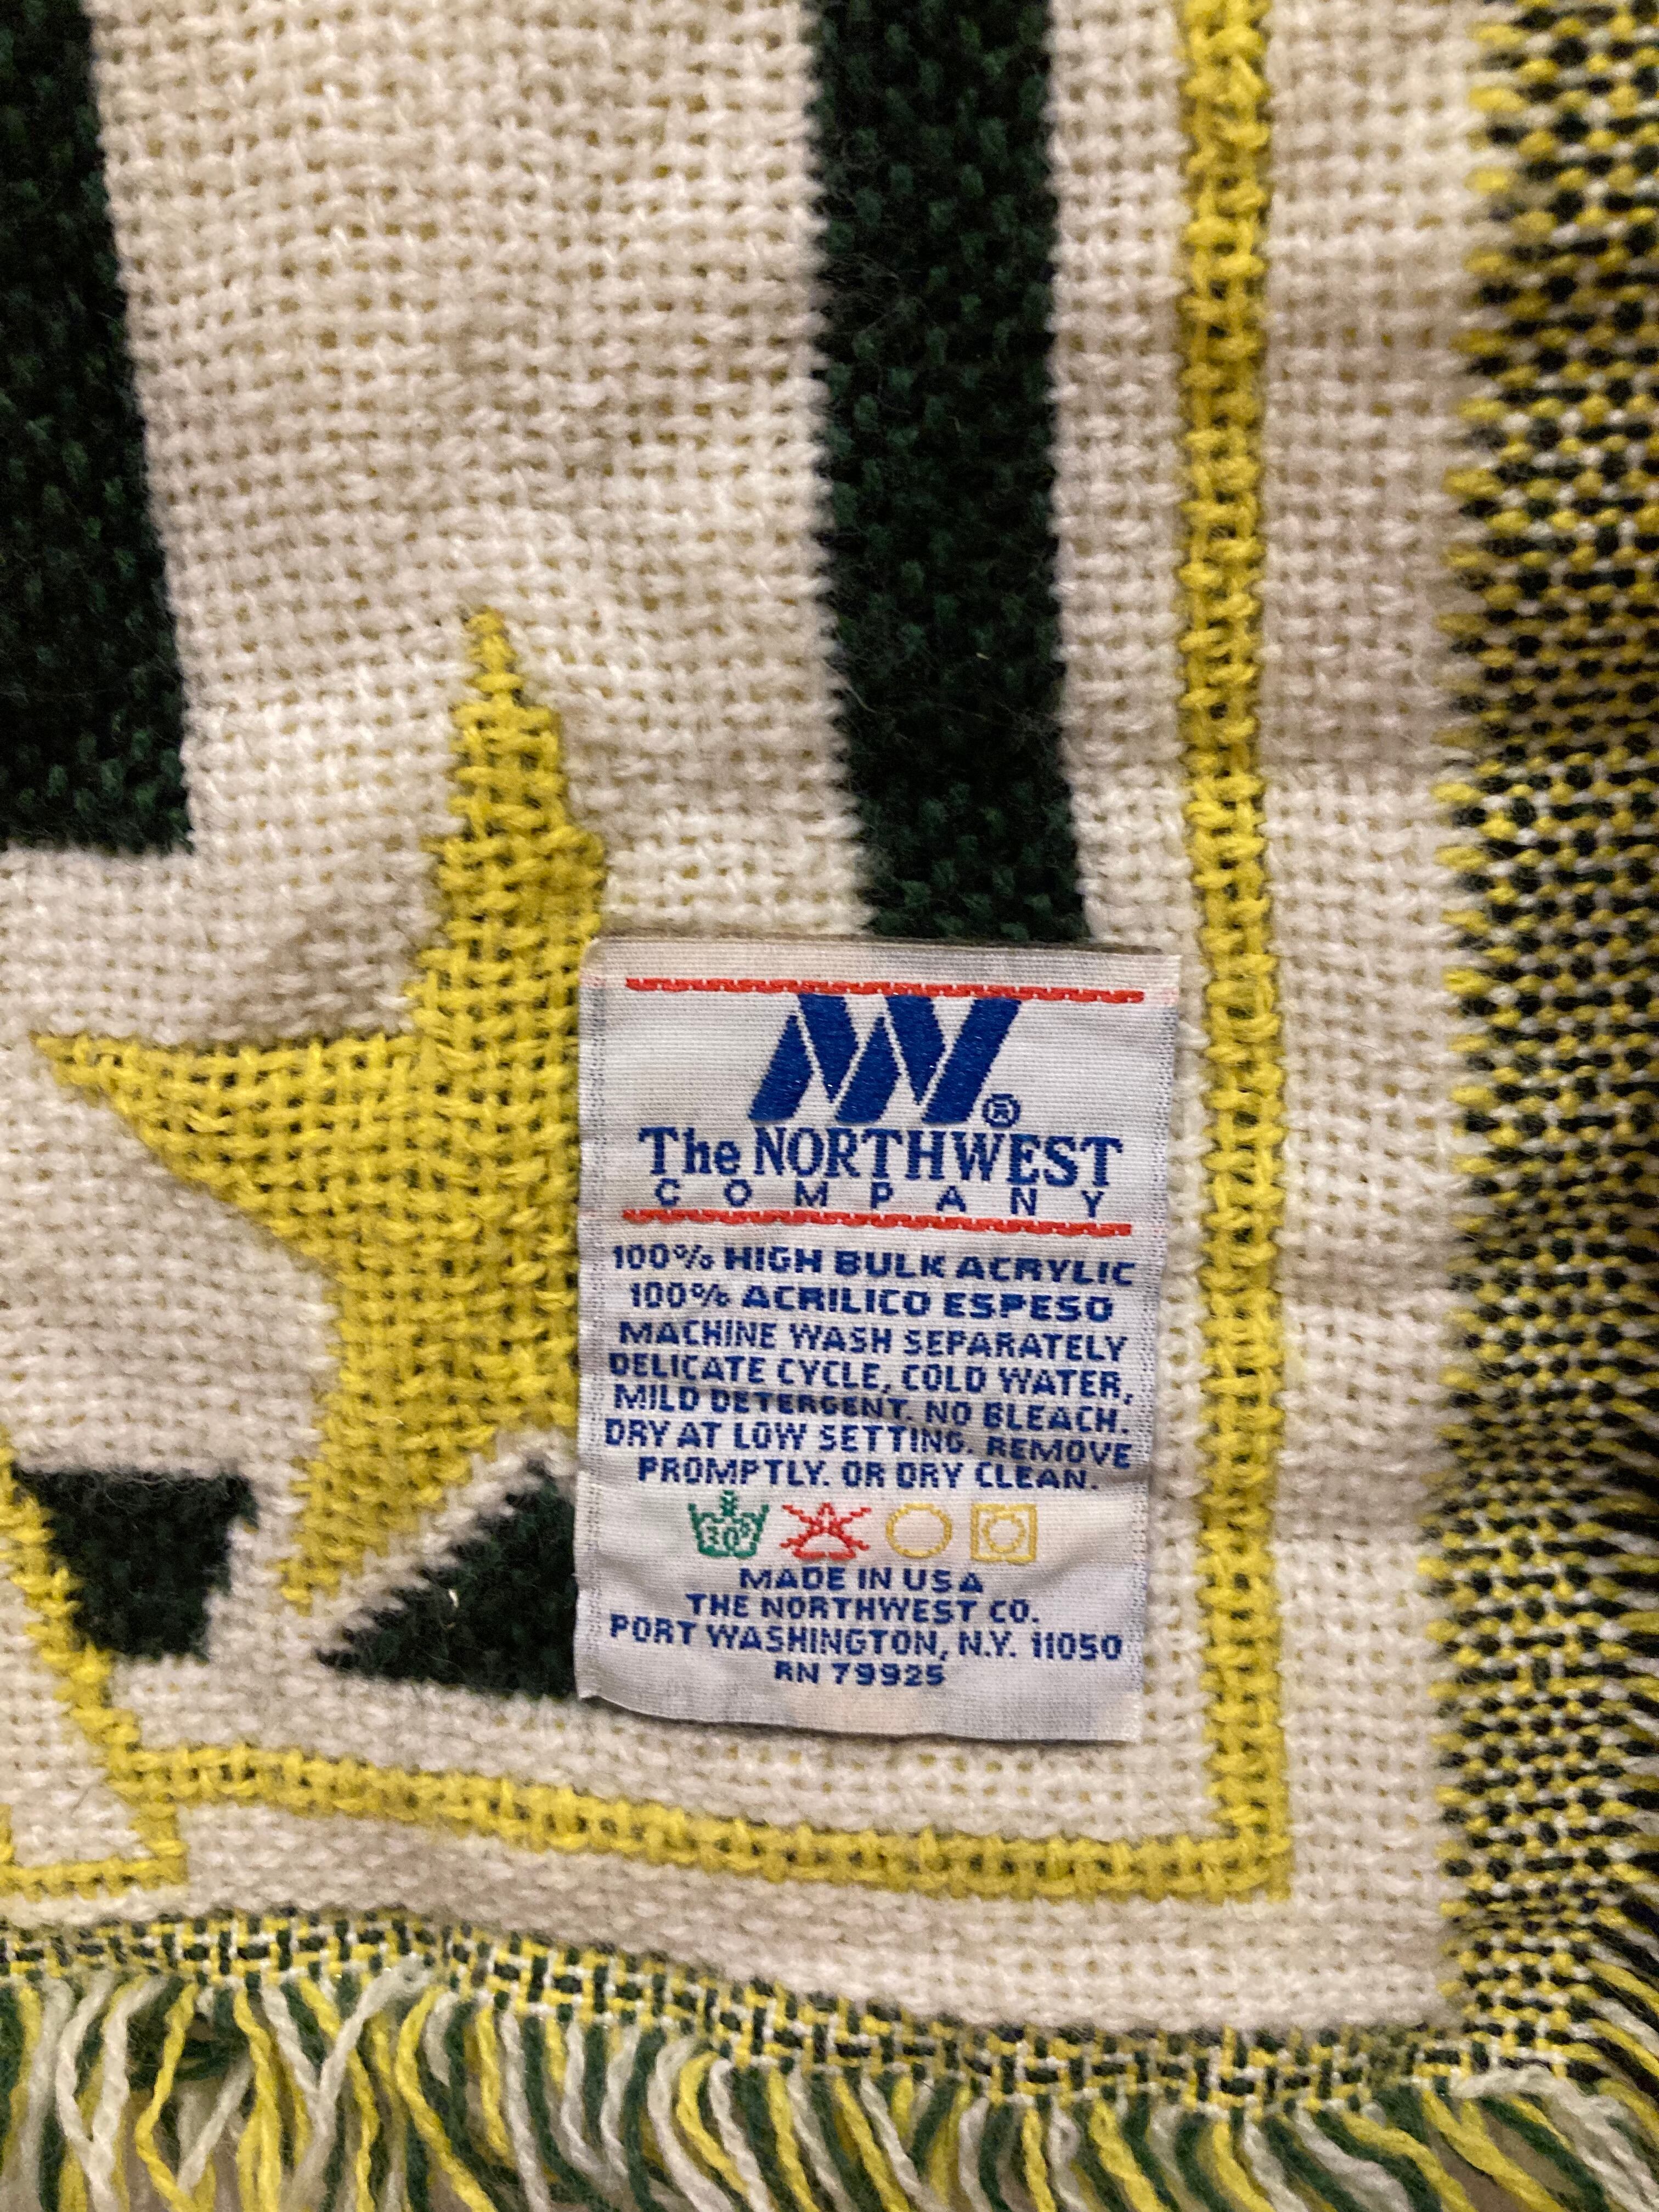 NW®
The NORTHWEST
COMPANY
100% HIGH BULK ACRYLIC
100% ACRILICO ESPESO
MACHINE WASH SEPARATELY
DELICATE CYCLE, COLD WATER,
MILD DETERGENT. NO BLEACH.
DRY AT LOW SETTING. REMOVE
PROMPTLY. OR DRY CLEAN.
30°
MADE IN USA
THE NORTHWEST CO.
PORT WASHINGTON, N.Y. 11050
RN 79925